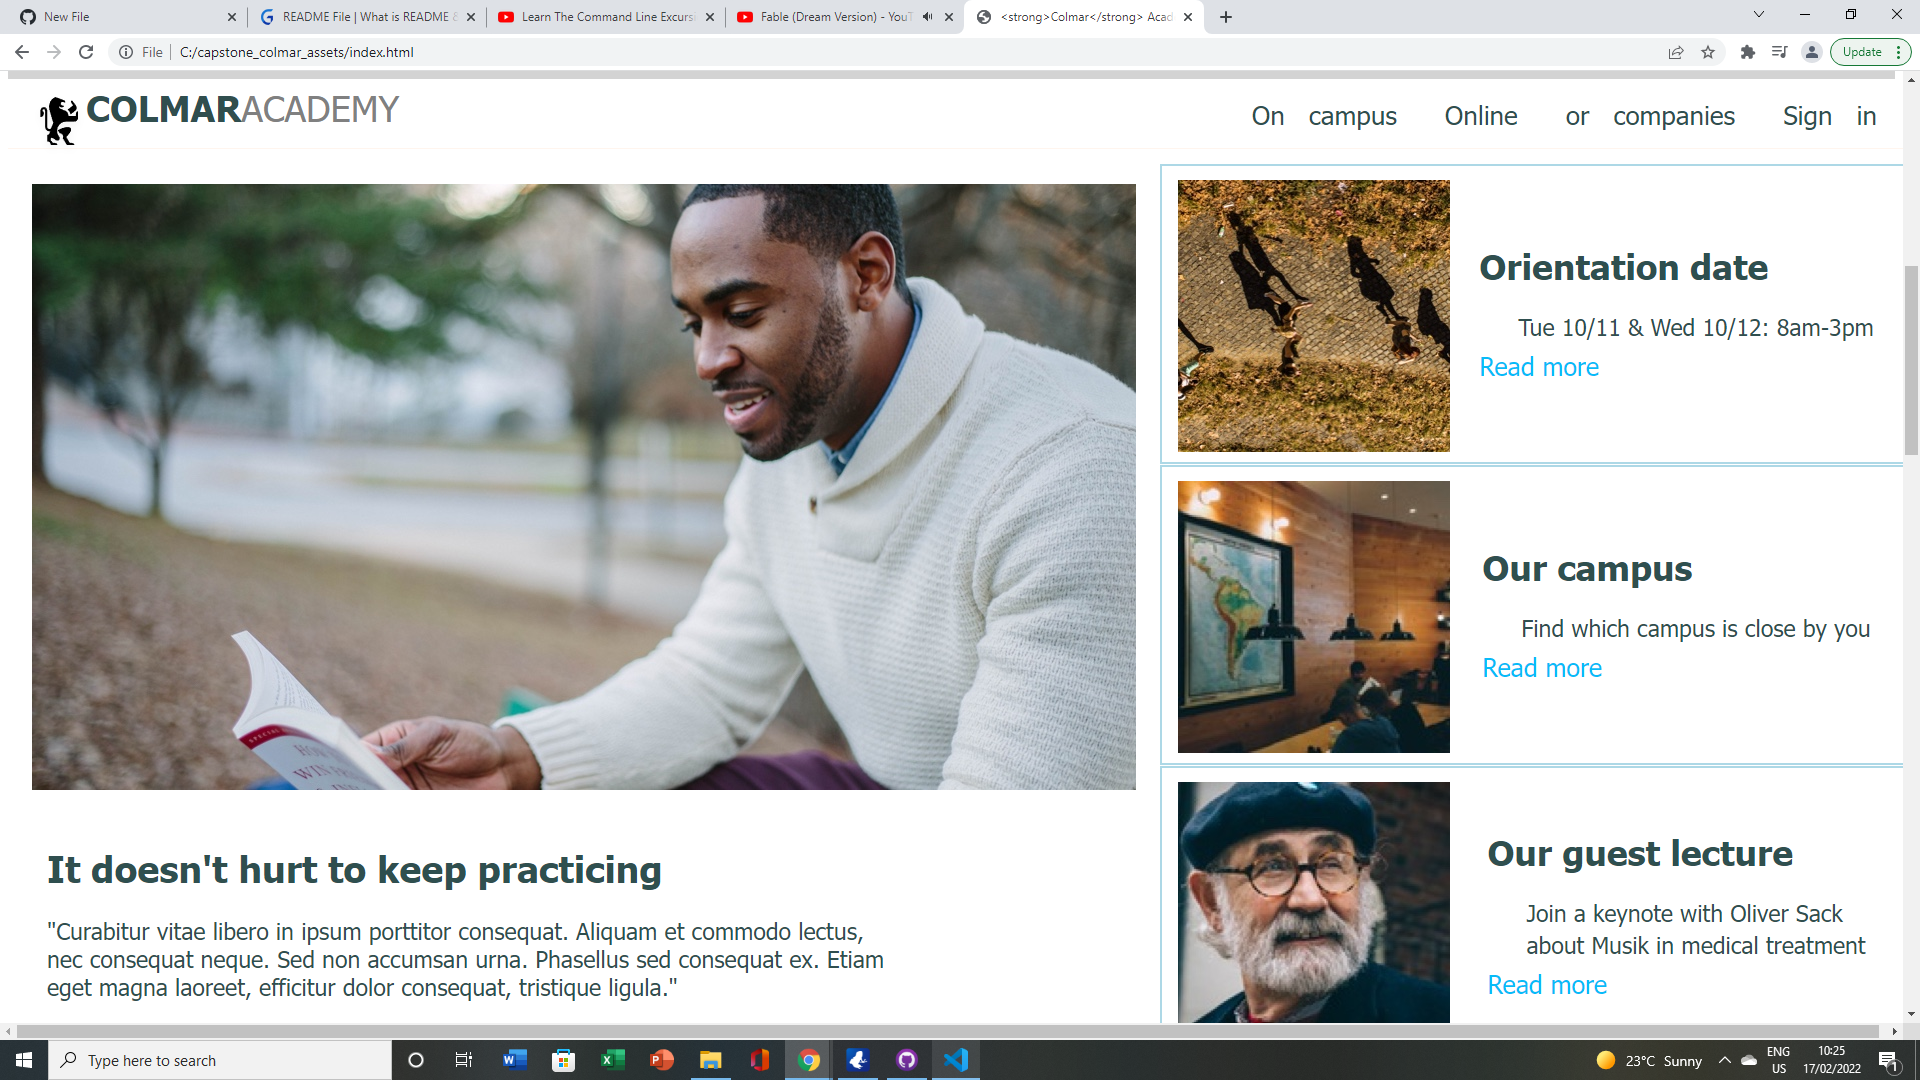 New File
README File | What is README &
Learn The Command Line Excurs
Fable (Dream Version) - YouT
<strong>Colmar</strong> Acad
File
C:/capstone_colmar_assets/index.html
Update
COLMARACADEMY
On campus Online or companies Sign in
Orientation date
Tue 10/11 & Wed 10/12: 8am-3pm
Read more
Our campus
Find which campus is close by you
Read more
Our guest lecture
Join a keynote with Oliver Sack
about Musik in medical treatment
Read more
It doesn't hurt to keep practicing
"Curabitur vitae libero in ipsum porttitor consequat. Aliquam et commodo lectus,
nec consequat neque. Sed non accumsan urna. Phasellus sed consequat ex. Etiam
eget magna laoreet, efficitur dolor consequat, tristique ligula."
Type here to search
23°C Sunny
ENG
US
10:25
17/02/2022
1